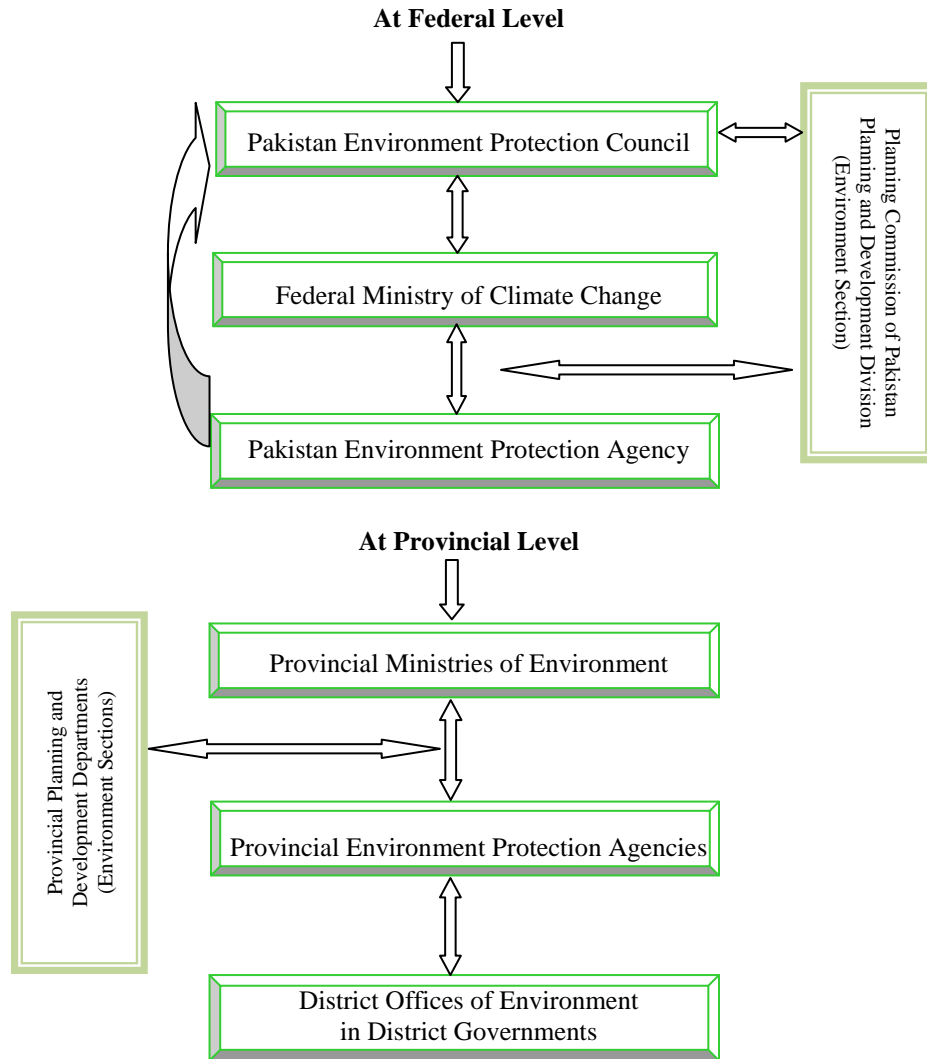 At Federal Level
Pakistan Environment Protection Council
Planning Commission of Pakistan
Planning and Development Division
(Environment Section)
Federal Ministry of Climate Change
Pakistan Environment Protection Agency
At Provincial Level
Provincial Ministries of Environment
Provincial Planning and
Development Departments
(Environment Sections)
Provincial Environment Protection Agencies
District Offices of Environment
in District Governments